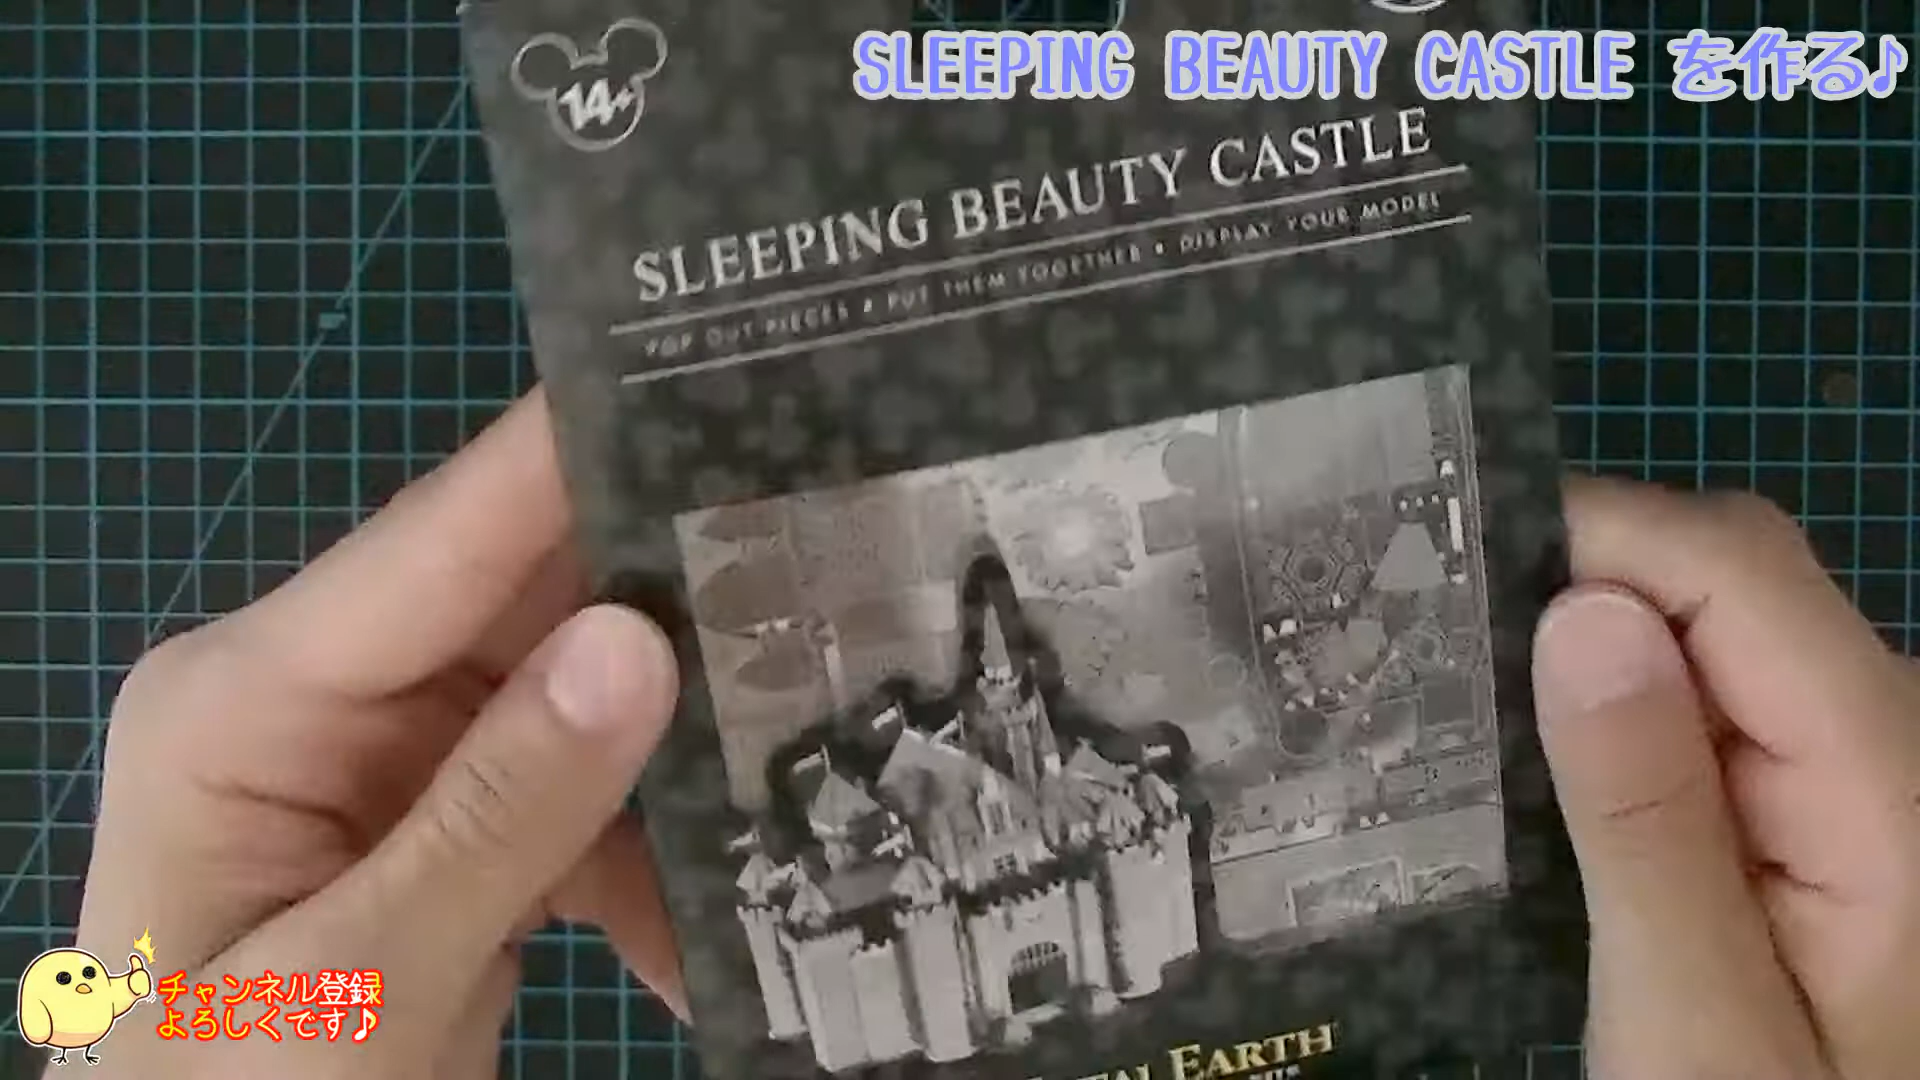 SLEEPING BEAUTY CASTLE を作る♪
14+
SLEEPING BEAUTY CASTLE
POP OUT PIECES • PUT THEM TOGETHER • DISPLAY YOUR MODEL
EARTH
チャンネル登録
よろしくです♪